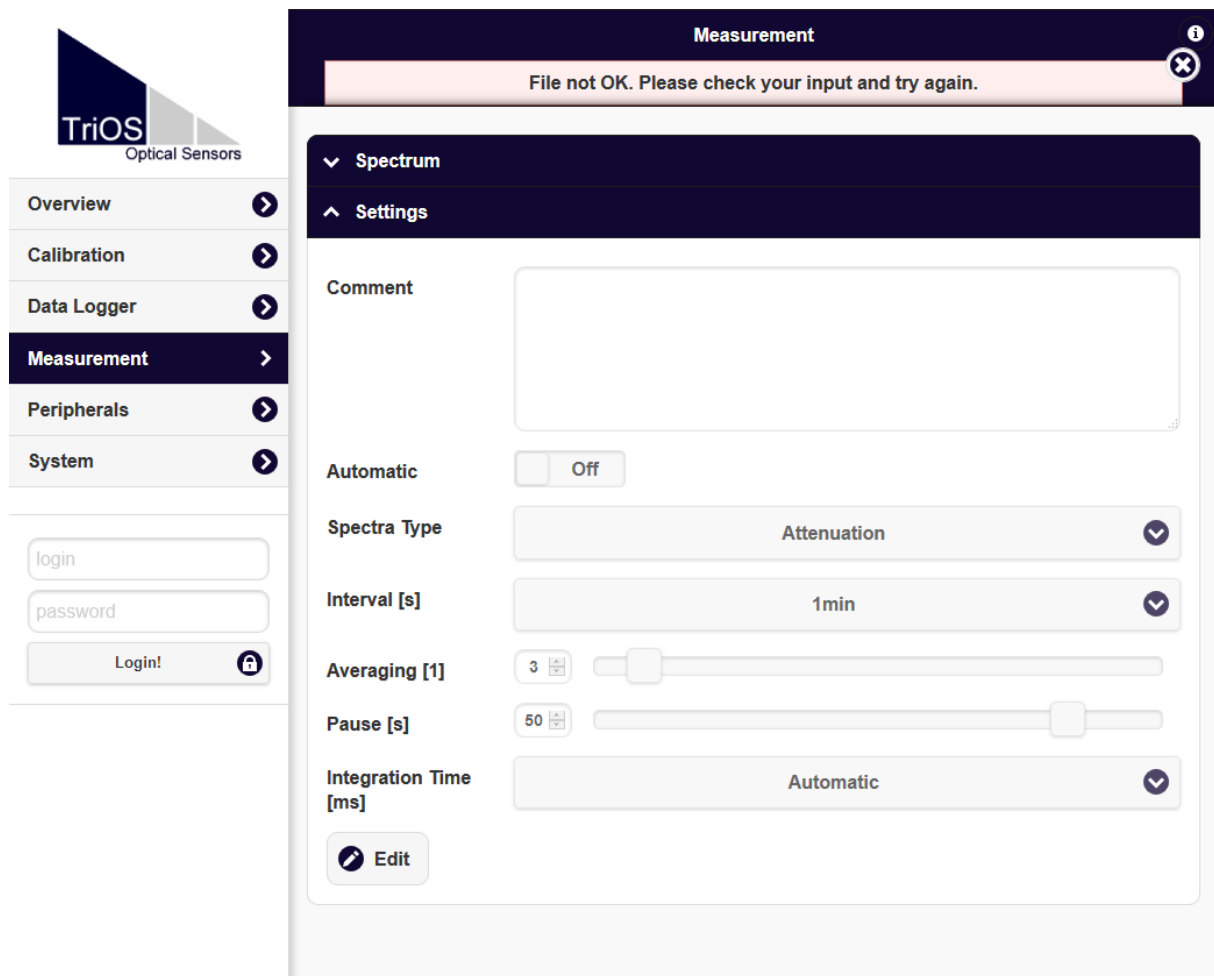 TriOS
Optical Sensors
Overview
Calibration
Data Logger
Measurement
Peripherals
System
login
password
Login!
Measurement
File not OK. Please check your input and try again.
Spectrum
Settings
Comment
Automatic
Off
Spectra Type
Attenuation
Interval [s]
1min
Averaging [1]
3
Pause [s]
50
Integration Time
[ms]
Automatic
Edit